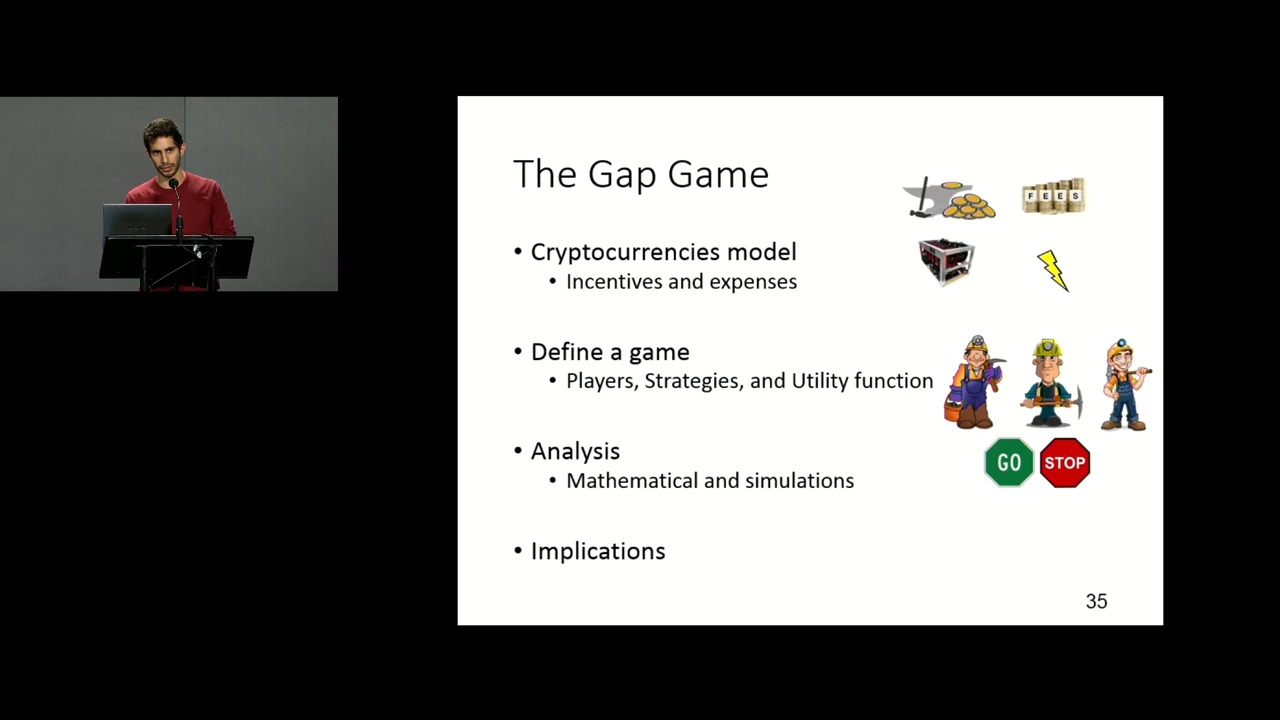 The Gap Game
FEES
• Cryptocurrencies model
• Incentives and expenses
• Define a game
• Players, Strategies, and Utility function
• Analysis
GO STOP
• Mathematical and simulations
• Implications
35